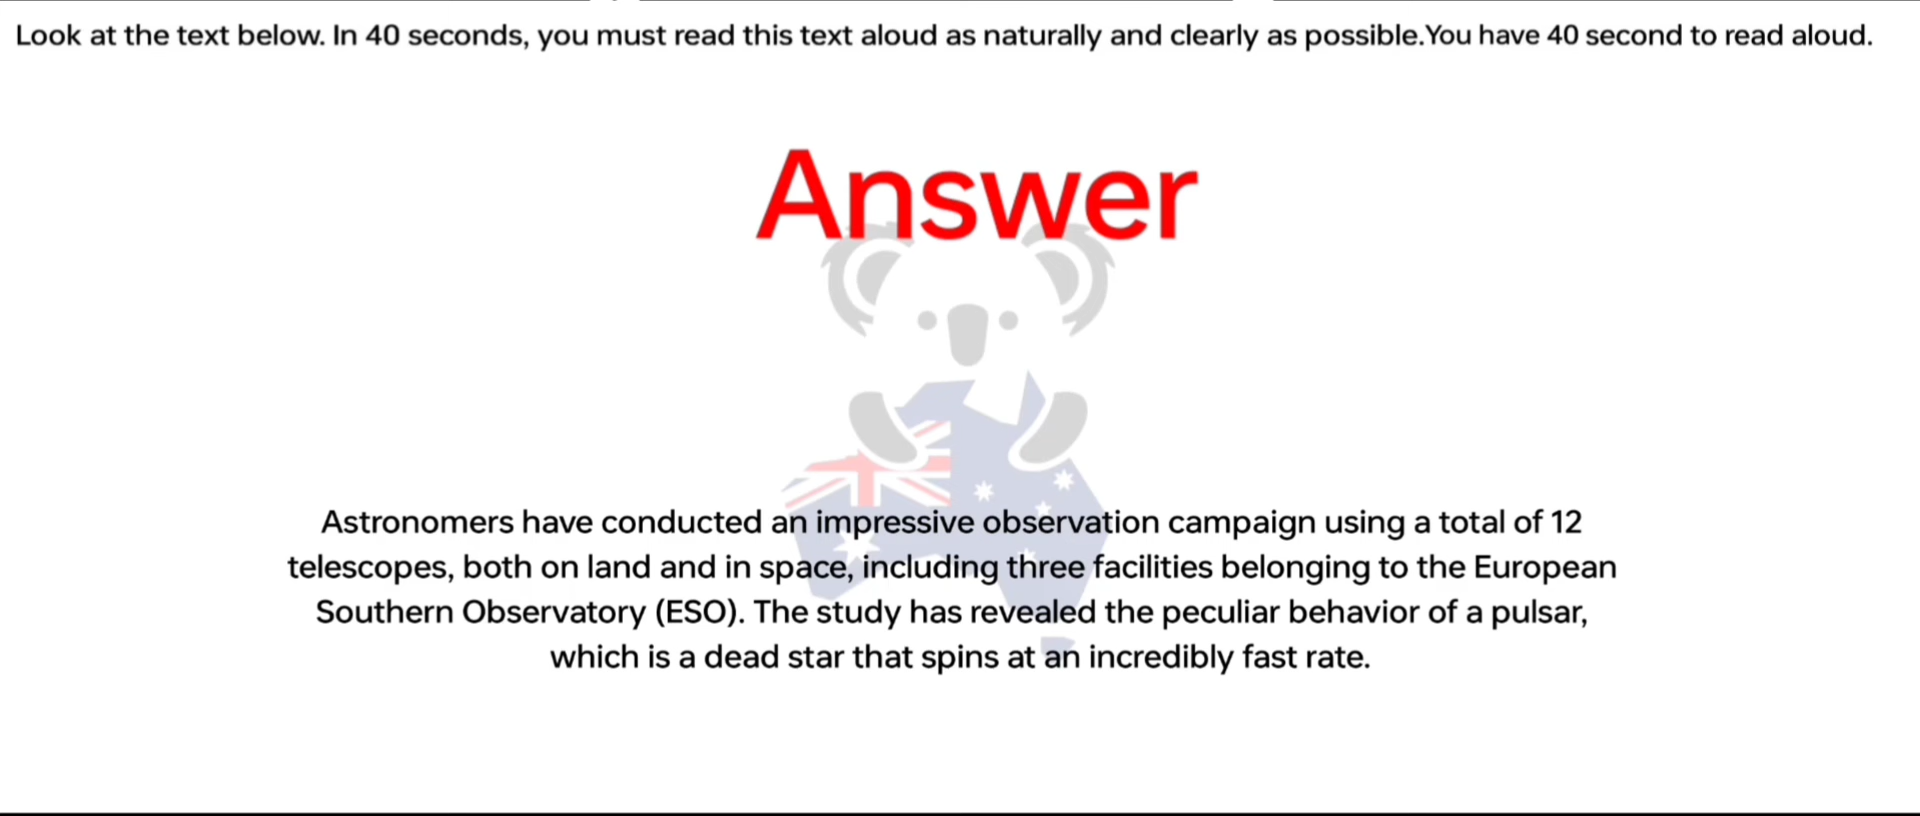 Look at the text below. In 40 seconds, you must read this text aloud as naturally and clearly as possible.You have 40 second to read aloud.
Answer
Astronomers have conducted an impressive observation campaign using a total of 12
telescopes, both on land and in space, including three facilities belonging to the European
Southern Observatory (ESO). The study has revealed the peculiar behavior of a pulsar,
which is a dead star that spins at an incredibly fast rate.